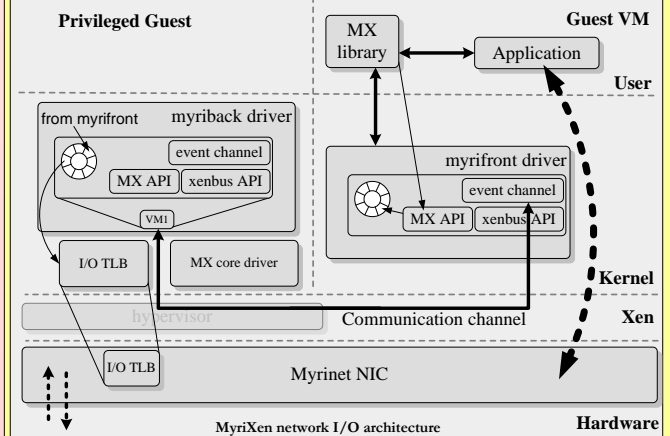 Privileged Guest
Guest VM
MX library
Application
User
myriback driver
from myrifront
event channel
MX API
xenbus API
VM1
myrifront driver
event channel
MX API
xenbus API
I/O TLB
MX core driver
Kernel
hypervisor
Communication channel
Xen
I/O TLB
Myrinet NIC
MyriXen network I/O architecture
Hardware